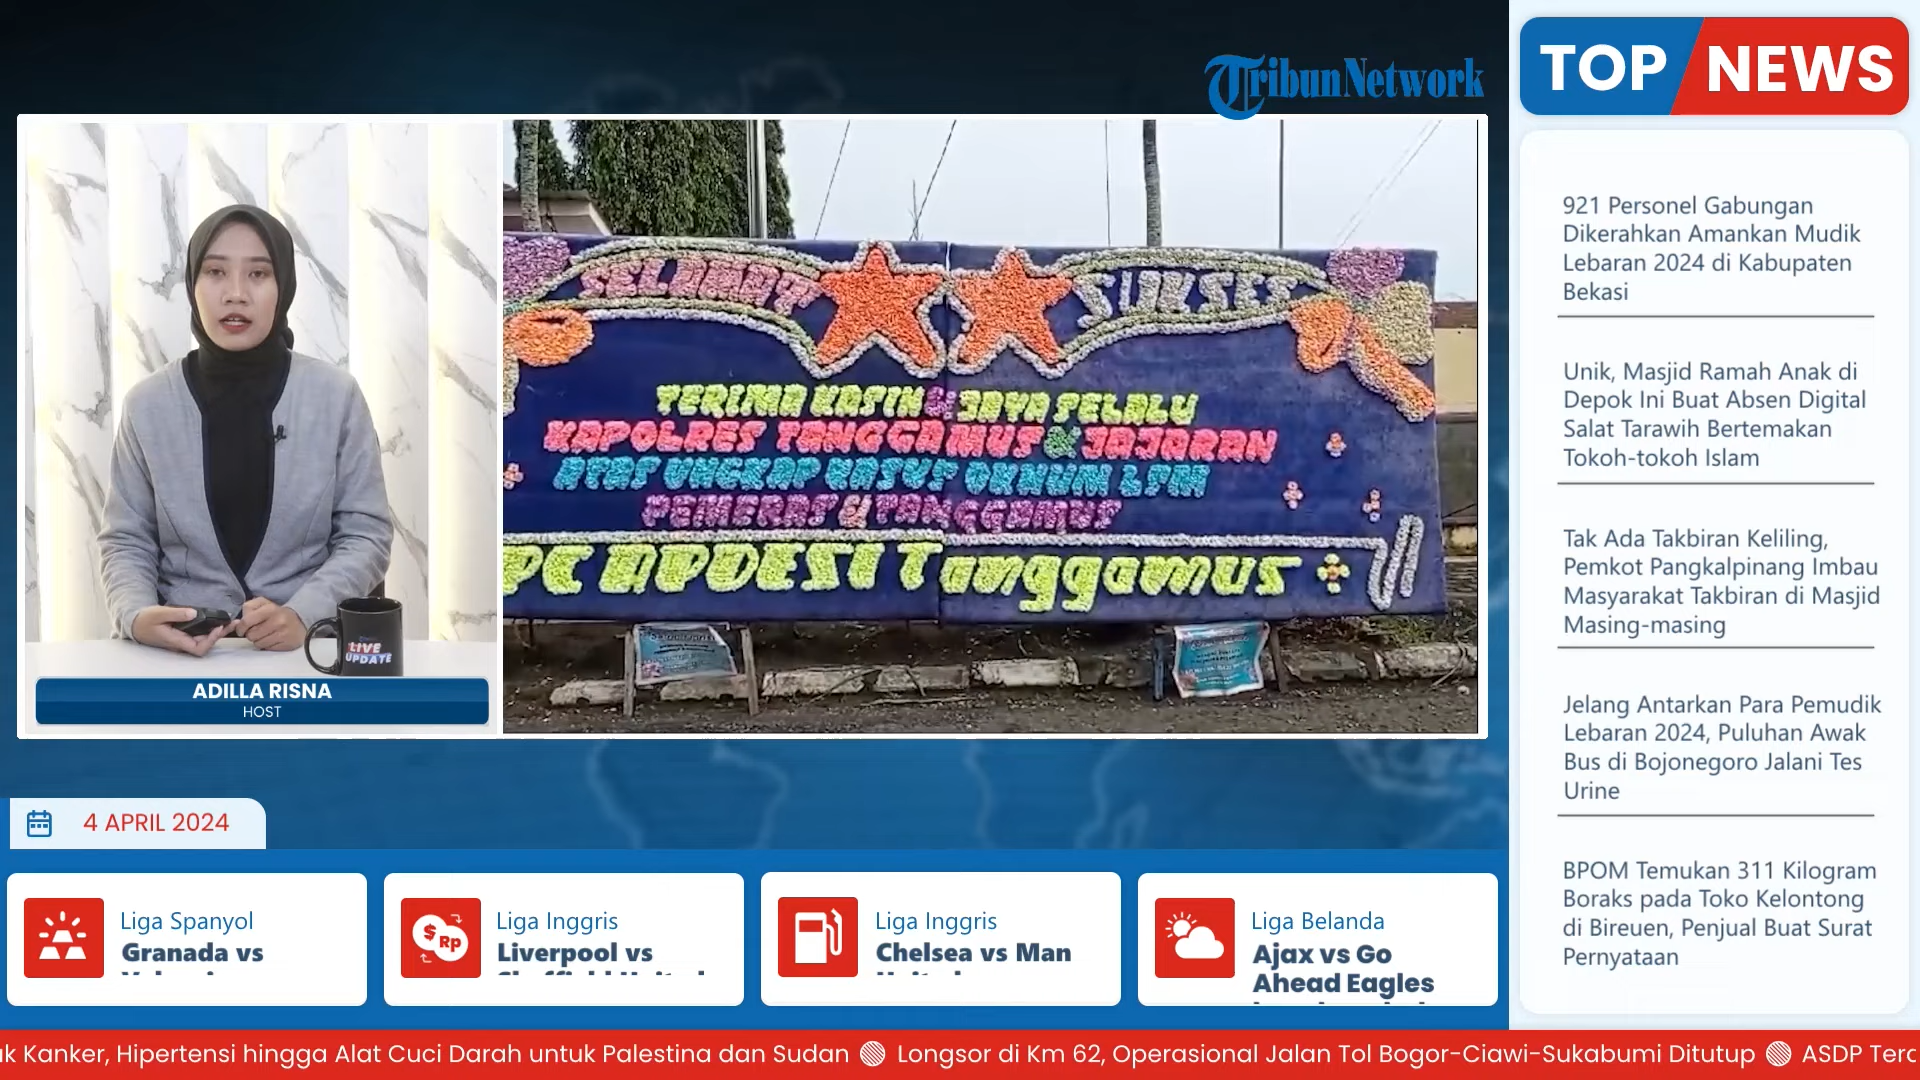 TribunNetwork
TOP NEWS
SELAMAT SUKSES
TERIMA KASIH & JAYA SELALU
KAPOLRES TANGGAMUS & JAJARAN
ATAS UNGKAP KASUS OKNUM LSM
PEMERAS di TANGGAMUS
PC APDESI Tanggamus
LIVE
UPDATE
ADILLA RISNA
HOST
921 Personel Gabungan
Dikerahkan Amankan Mudik
Lebaran 2024 di Kabupaten
Bekasi
Unik, Masjid Ramah Anak di
Depok Ini Buat Absen Digital
Salat Tarawih Bertemakan
Tokoh-tokoh Islam
Tak Ada Takbiran Keliling,
Pemkot Pangkalpinang Imbau
Masyarakat Takbiran di Masjid
Masing-masing
Jelang Antarkan Para Pemudik
Lebaran 2024, Puluhan Awak
Bus di Bojonegoro Jalani Tes
Urine
BPOM Temukan 311 Kilogram
Boraks pada Toko Kelontong
di Bireuen, Penjual Buat Surat
Pernyataan
4 APRIL 2024
Liga Spanyol
Granada vs
Liga Inggris
Liverpool vs
Sheffield United
Liga Inggris
Chelsea vs Man
United
Liga Belanda
Ajax vs Go
Ahead Eagles
k Kanker, Hipertensi hingga Alat Cuci Darah untuk Palestina dan Sudan Longsor di Km 62, Operasional Jalan Tol Bogor-Ciawi-Sukabumi Ditutup ASDP Terc